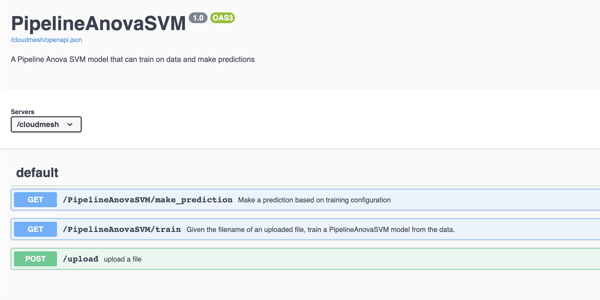 PipelineAnovaSVM 1.0 OAS3
/cloudmesh/openapi.json
A Pipeline Anova SVM model that can train on data and make predictions
Servers
/cloudmesh
default
GET /PipelineAnovaSVM/make_prediction Make a prediction based on training configuration
GET /PipelineAnovaSVM/train Given the filename of an uploaded file, train a PipelineAnovaSVM model from the data.
POST /upload upload a file